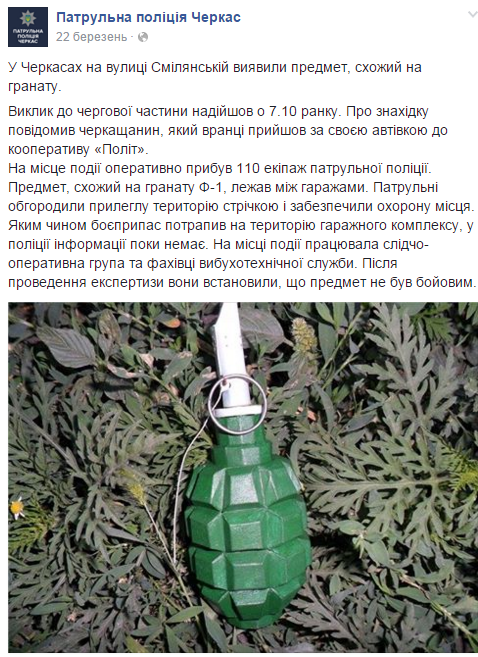 Патрульна поліція Черкас
22 березень ·
ПАТРУЛЬНА
ПОЛІЦІЯ
ЧЕРКАС
У Черкасах на вулиці Смілянській виявили предмет, схожий на
гранату.
Виклик до чергової частини надійшов о 7.10 ранку. Про знахідку
повідомив черкащанин, який вранці прийшов за своєю автівкою до
кооперативу «Політ».
На місце події оперативно прибув 110 екіпаж патрульної поліції.
Предмет, схожий на гранату Ф-1, лежав між гаражами. Патрульні
обгородили прилеглу територію стрічкою і забезпечили охорону місця.
Яким чином боєприпас потрапив на територію гаражного комплексу, у
поліції інформації поки немає. На місці події працювала слідчо-
оперативна група та фахівці вибухотехнічної служби. Після
проведення експертизи вони встановили, що предмет не був бойовим.